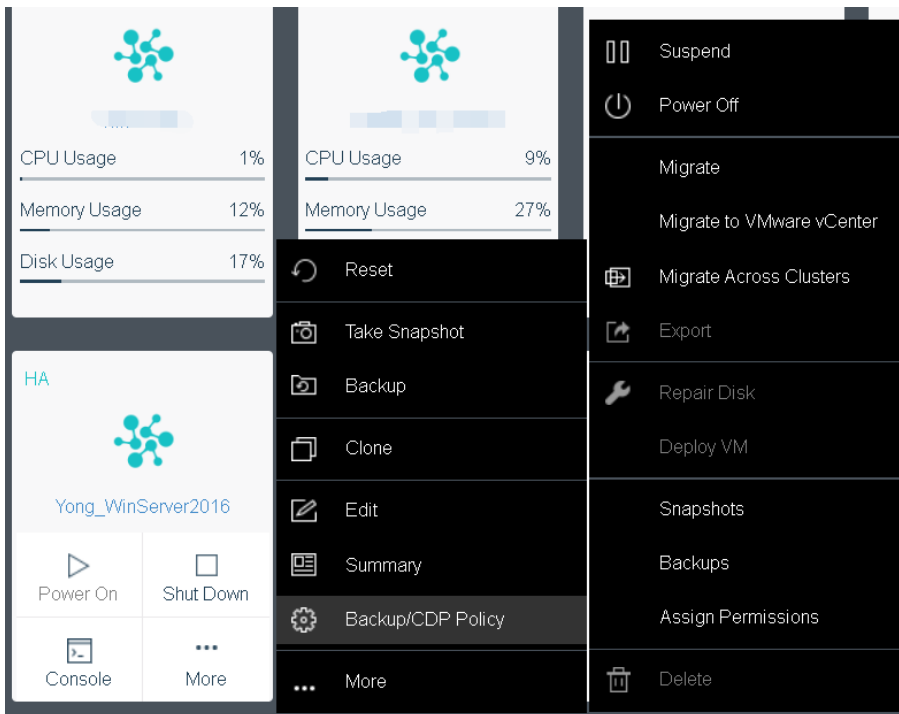 CPU Usage 1%
Memory Usage 12%
Disk Usage 17%
CPU Usage 9%
Memory Usage 27%
HA
Yong_WinServer2016
Power On
Shut Down
Console
More
Reset
Take Snapshot
Backup
Clone
Edit
Summary
Backup/CDP Policy
More
Suspend
Power Off
Migrate
Migrate to VMware vCenter
Migrate Across Clusters
Export
Repair Disk
Deploy VM
Snapshots
Backups
Assign Permissions
Delete